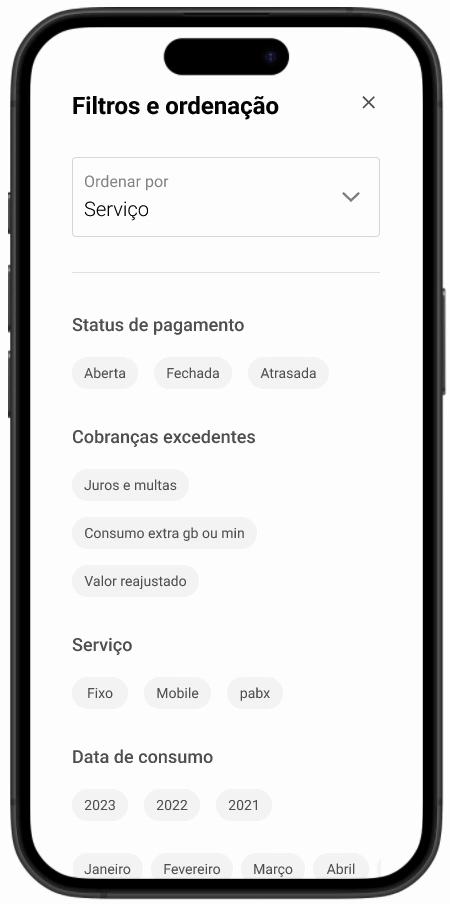 Filtros e ordenação
Ordenar por
Serviço
Status de pagamento
Aberta Fechada Atrasada
Cobranças excedentes
Juros e multas
Consumo extra gb ou min
Valor reajustado
Serviço
Fixo Mobile pabx
Data de consumo
2023 2022 2021
Janeiro Fevereiro Março Abril